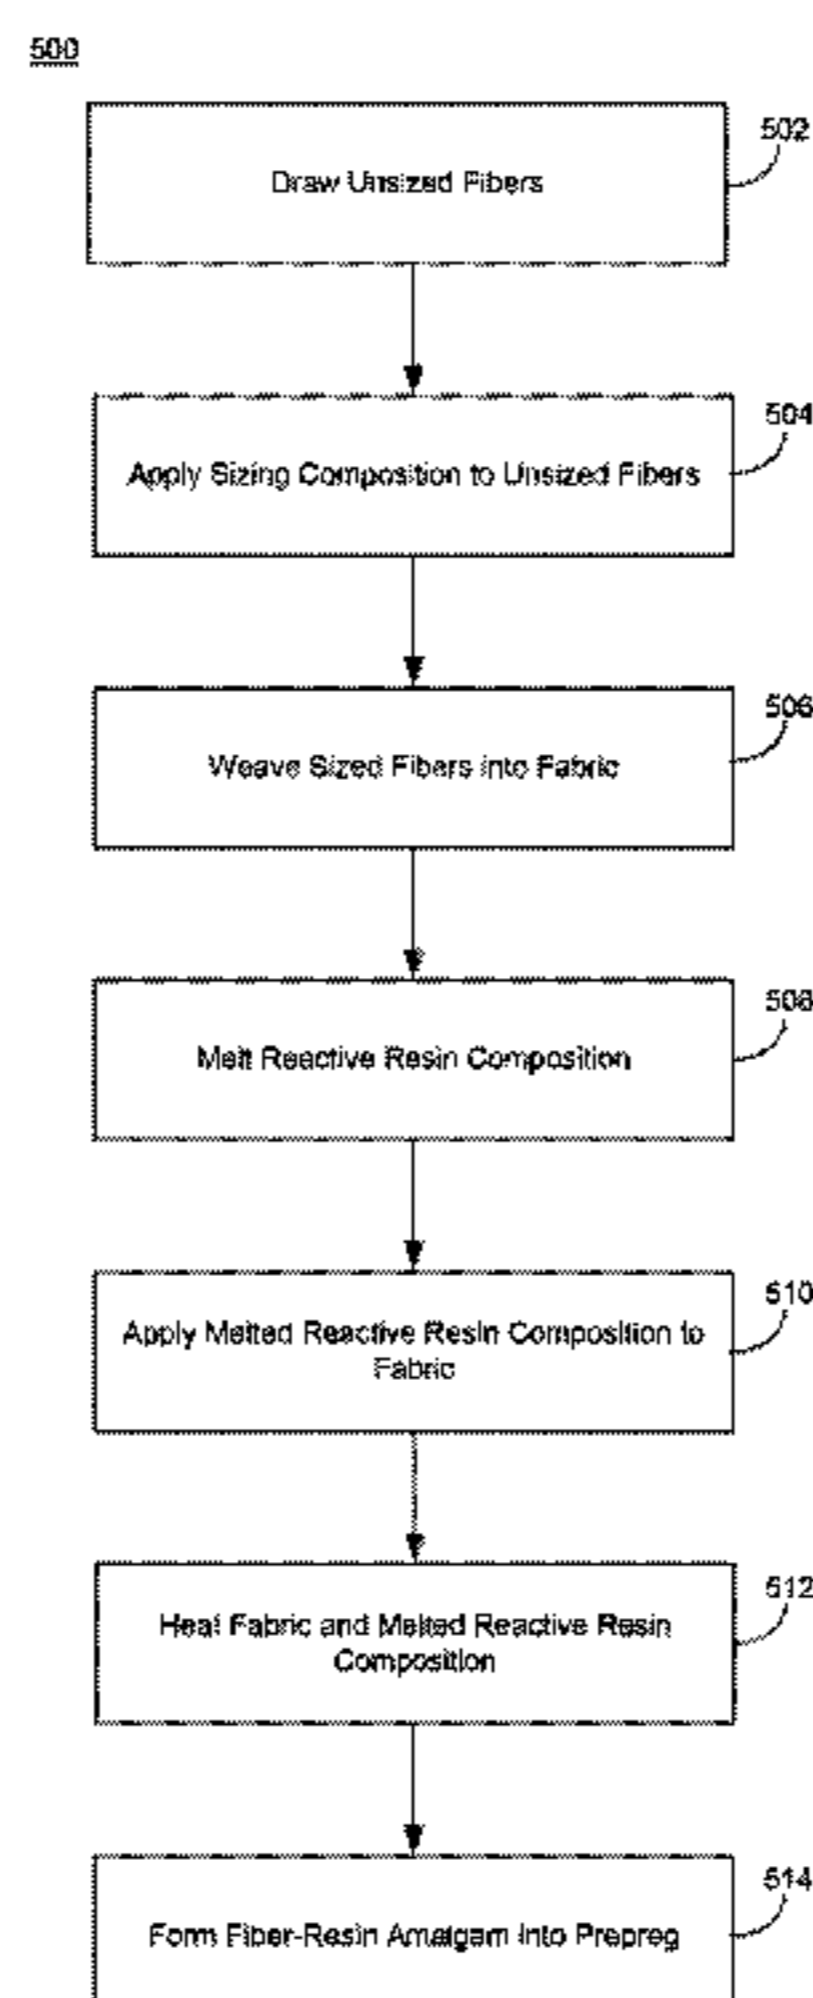 500
502
Draw Unsized Fibers
504
Apply Sizing Composition to Unsized Fibers
506
Weave Sized Fibers into Fabric
508
Melt Reactive Resin Composition
510
Apply Melted Reactive Resin Composition to
Fabric
512
Heat Fabric and Melted Reactive Resin
Composition
514
Form Fiber-Resin Amalgam Into Prepreg